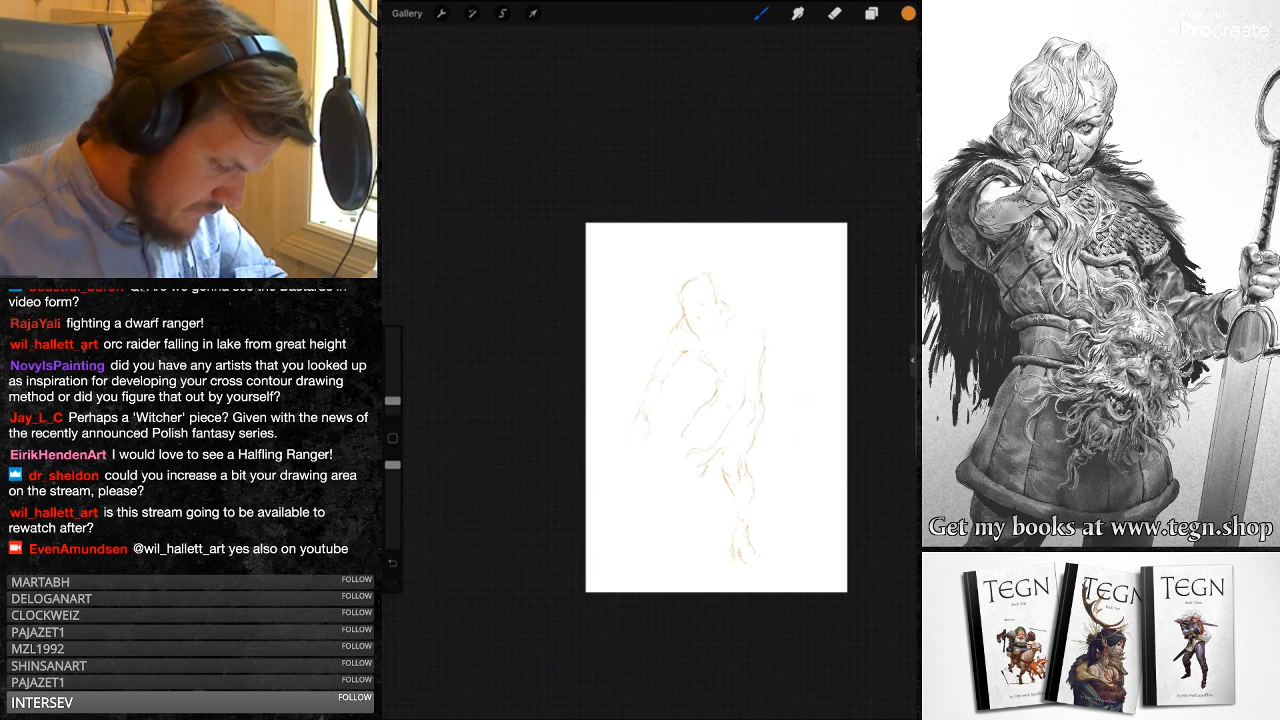 Gallery
Procreate
video form?
RajaYali fighting a dwarf ranger!
wil_hallett_art orc raider falling in lake from great height
NovyIsPainting did you have any artists that you looked up
as inspiration for developing your cross contour drawing
method or did you figure that out by yourself?
Jay_L_C Perhaps a 'Witcher' piece? Given with the news of
the recently announced Polish fantasy series.
EirikHendenArt I would love to see a Halfling Ranger!
dr_sheldon could you increase a bit your drawing area
on the stream, please?
wil_hallett_art is this stream going to be available to
rewatch after?
EvenAmundsen @wil_hallett_art yes also on youtube
MARTABH FOLLOW
DELOGANART FOLLOW
CLOCKWEIZ FOLLOW
PAJAZET1 FOLLOW
MZL1992 FOLLOW
SHINSANART FOLLOW
PAJAZET1 FOLLOW
INTERSEV FOLLOW
Get my books at www.tegn.shop
TEGN
TEGN
TEGN